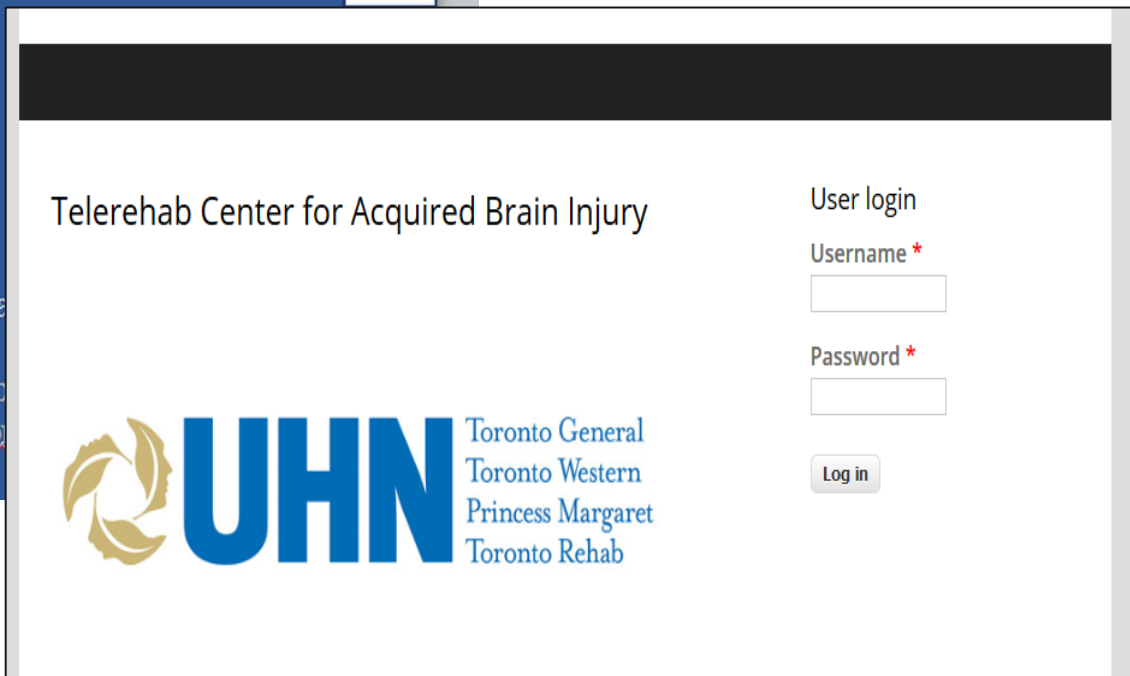 Telerehab Center for Acquired Brain Injury
User login
Username *
Password *
Log in
UHN
Toronto General
Toronto Western
Princess Margaret
Toronto Rehab